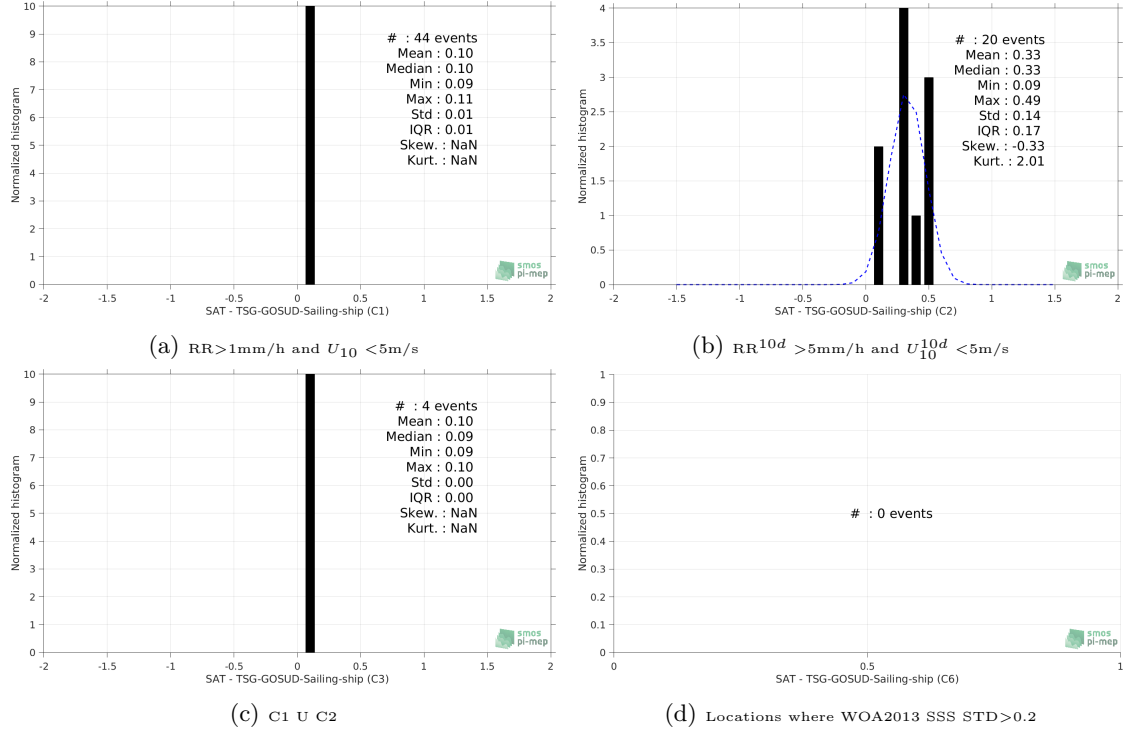 10
9
8
7
6
5
4
3
2
1
0
Normalized histogram
# : 44 events
Mean : 0.10
Median : 0.10
Min : 0.09
Max : 0.11
Std : 0.01
IQR : 0.01
Skew. : NaN
Kurt. : NaN
smos
pi-mep
-2 -1.5 -1 -0.5 0 0.5 1 1.5 2
SAT - TSG-GOSUD-Sailing-ship (C1)
(a) RR>1mm/h and U10 <5m/s
4
3.5
3
2.5
2
1.5
1
0.5
0
Normalized histogram
# : 20 events
Mean : 0.33
Median : 0.33
Min : 0.09
Max : 0.49
Std : 0.14
IQR : 0.17
Skew. : -0.33
Kurt. : 2.01
smos
pi-mep
-2 -1.5 -1 -0.5 0 0.5 1 1.5 2
SAT - TSG-GOSUD-Sailing-ship (C2)
(b) RR10d >5mm/h and U10d10 <5m/s
10
9
8
7
6
5
4
3
2
1
0
Normalized histogram
# : 4 events
Mean : 0.10
Median : 0.09
Min : 0.09
Max : 0.10
Std : 0.00
IQR : 0.00
Skew. : NaN
Kurt. : NaN
smos
pi-mep
-2 -1.5 -1 -0.5 0 0.5 1 1.5 2
SAT - TSG-GOSUD-Sailing-ship (C3)
(c) C1 U C2
1
0.9
0.8
0.7
0.6
0.5
0.4
0.3
0.2
0.1
0
Normalized histogram
# : 0 events
smos
pi-mep
0 0.5 1
SAT - TSG-GOSUD-Sailing-ship (C6)
(d) Locations where WOA2013 SSS STD>0.2